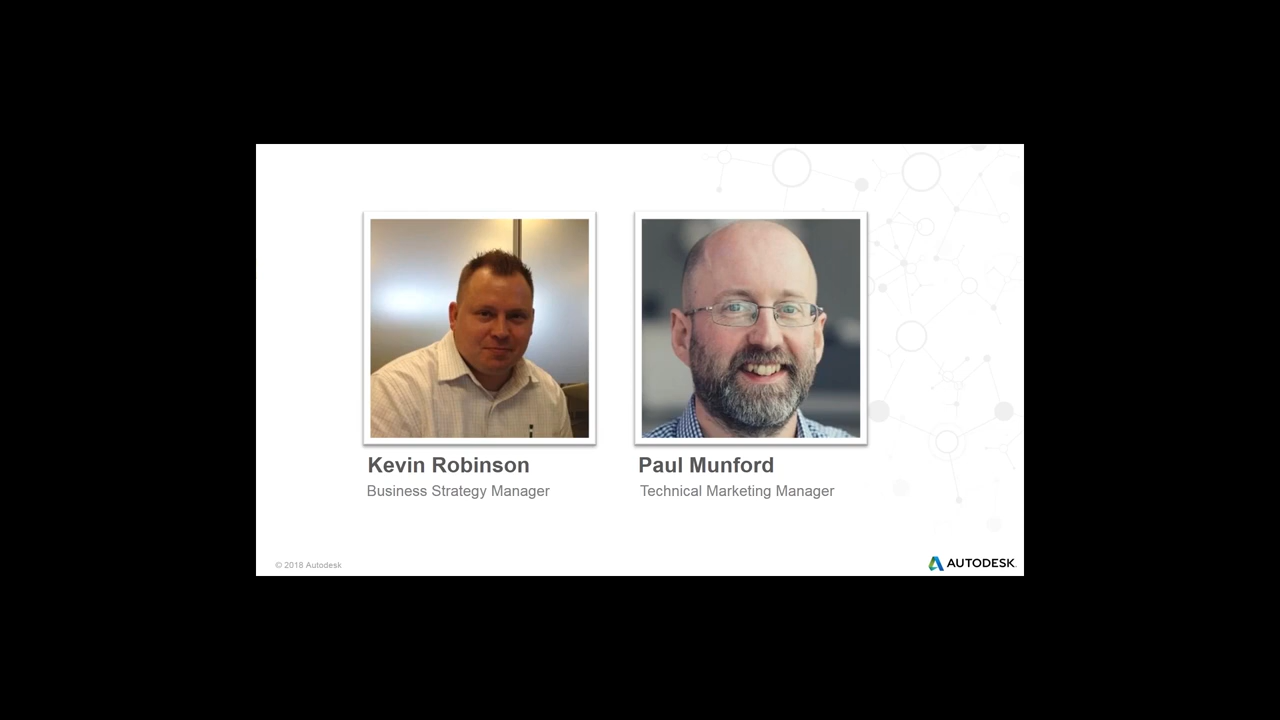 Kevin Robinson
Business Strategy Manager
Paul Munford
Technical Marketing Manager
© 2018 Autodesk
AUTODESK